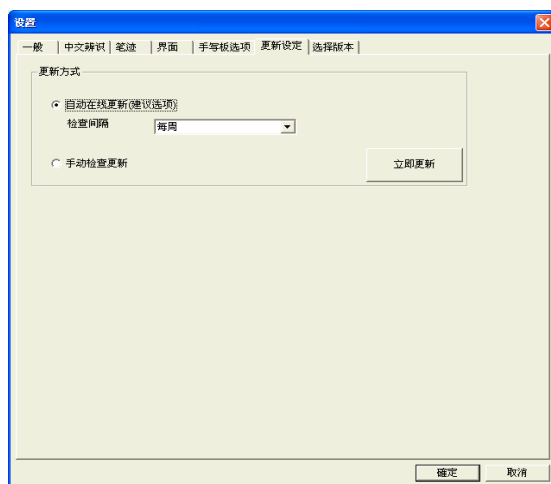 设置
一般 中文辨识 笔迹 界面 手写板选项 更新设定 选择版本
更新方式
自动在线更新(建议选项)
检查间隔 每周
手动检查更新 立即更新
確定 取消